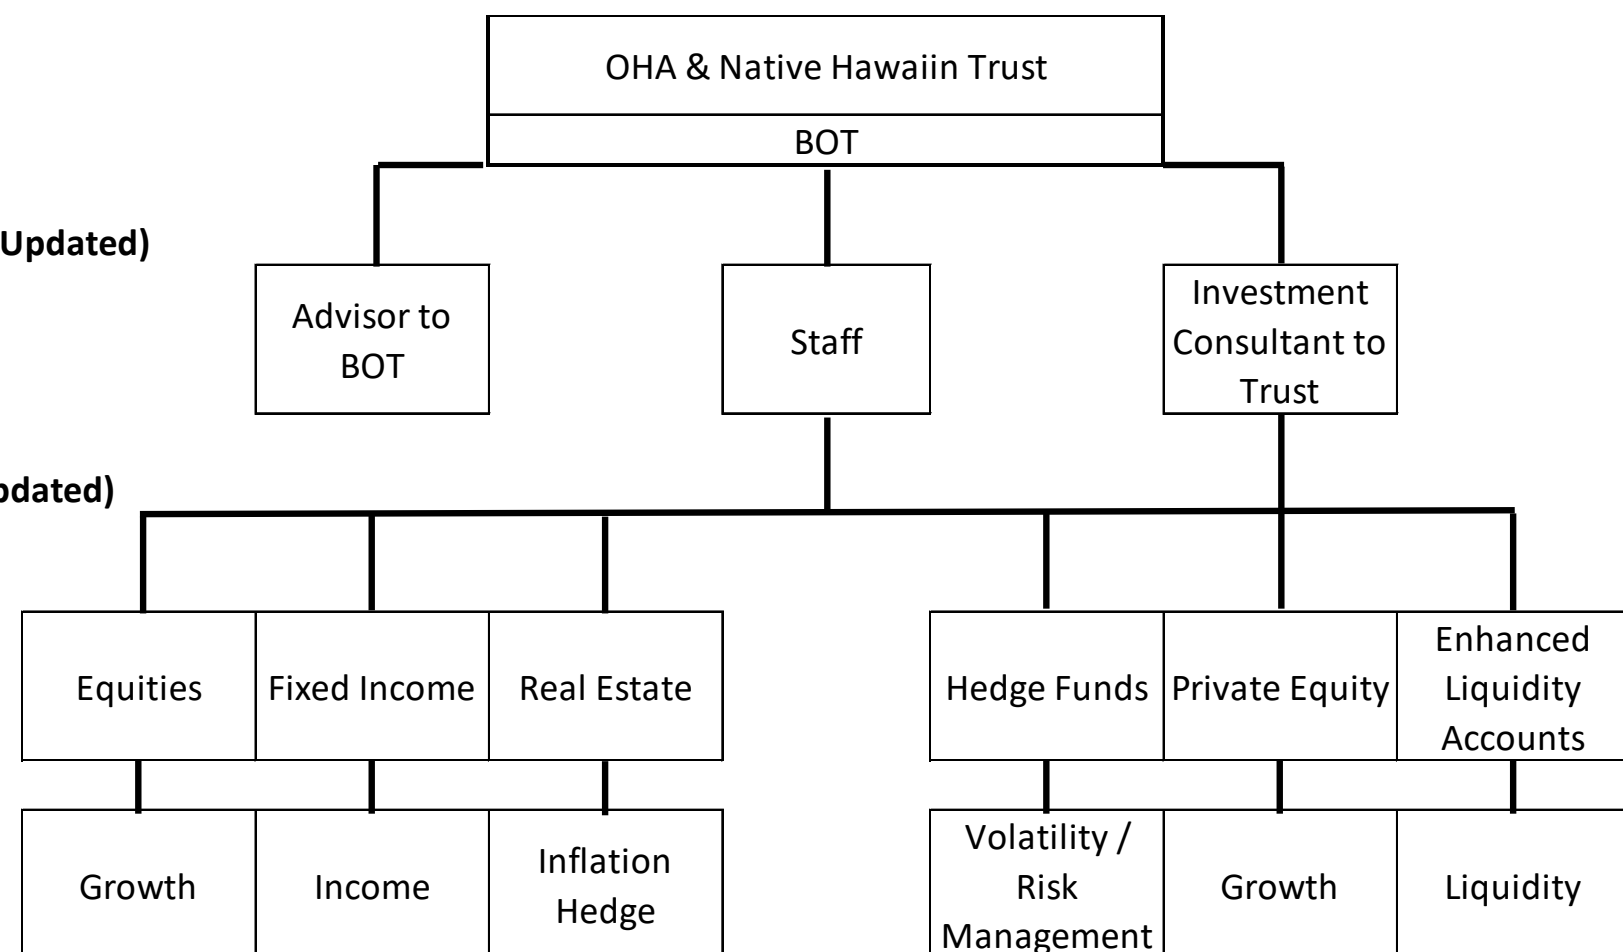 OHA & Native Hawaiin Trust
BOT
Updated)
Advisor to
BOT
Staff
Investment
Consultant to
Trust
pdated)
Equities
Fixed Income
Real Estate
Hedge Funds
Private Equity
Enhanced
Liquidity
Accounts
Growth
Income
Inflation
Hedge
Volatility /
Risk
Management
Growth
Liquidity